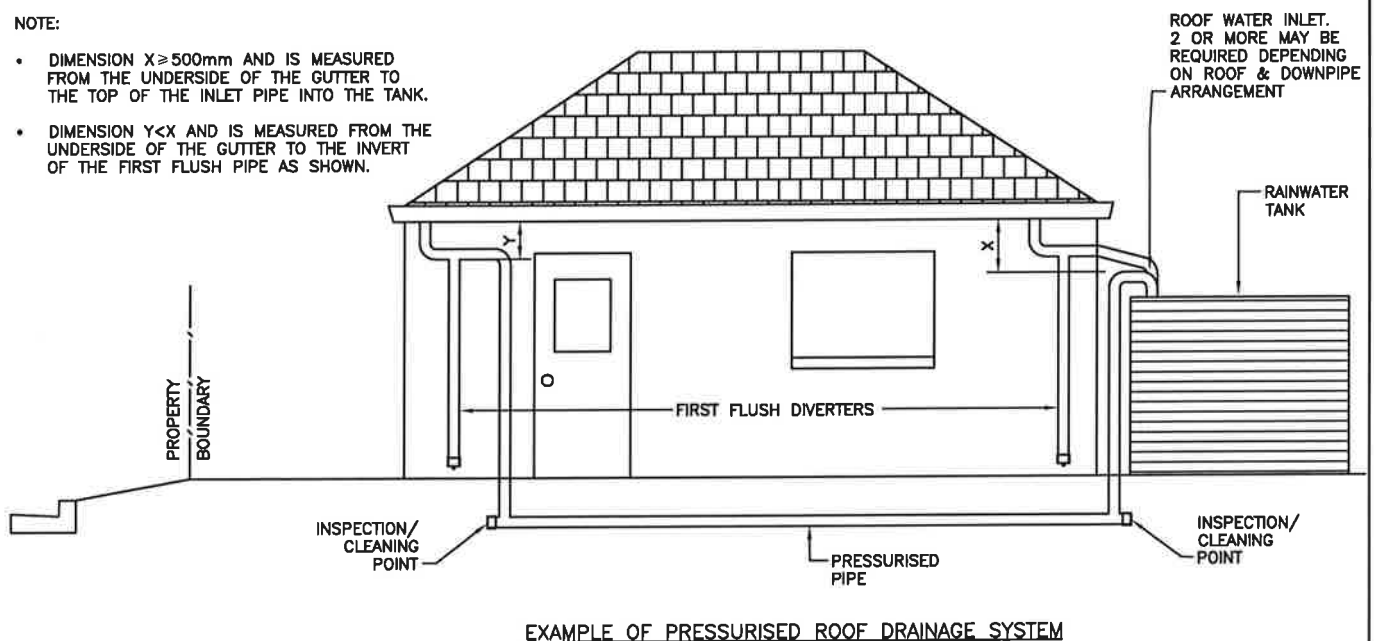 NOTE:
• DIMENSION X≥500mm AND IS MEASURED
FROM THE UNDERSIDE OF THE GUTTER TO
THE TOP OF THE INLET PIPE INTO THE TANK.
• DIMENSION Y<X AND IS MEASURED FROM THE
UNDERSIDE OF THE GUTTER TO THE INVERT
OF THE FIRST FLUSH PIPE AS SHOWN.
ROOF WATER INLET.
2 OR MORE MAY BE
REQUIRED DEPENDING
ON ROOF & DOWNPIPE
ARRANGEMENT
RAINWATER
TANK
Y
X
PROPERTY
BOUNDARY
FIRST FLUSH DIVERTERS
INSPECTION/
CLEANING
POINT
PRESSURISED
PIPE
INSPECTION/
CLEANING
POINT
EXAMPLE OF PRESSURISED ROOF DRAINAGE SYSTEM